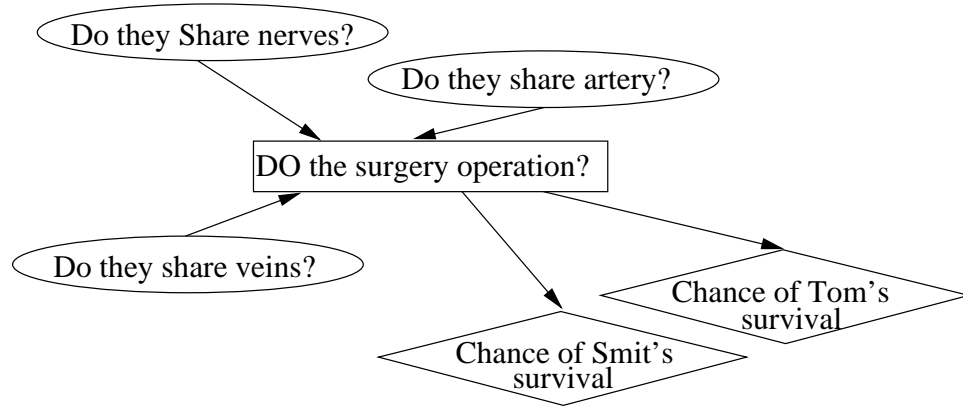 Do they Share nerves?
Do they share artery?
DO the surgery operation?
Do they share veins?
Chance of Tom's
survival
Chance of Smit's
survival